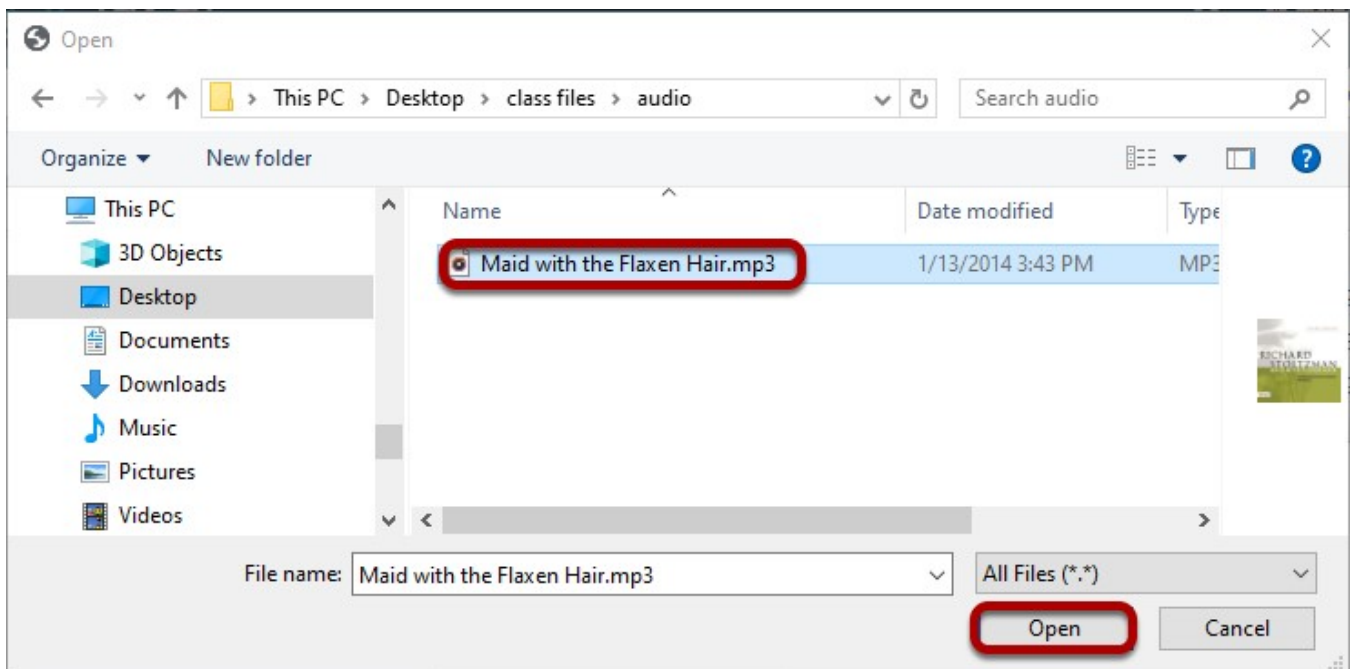 Open
This PC > Desktop > class files > audio
Search audio
Organize
New folder
This PC
3D Objects
Desktop
Documents
Downloads
Music
Pictures
Videos
Name
Date modified
Type
Maid with the Flaxen Hair.mp3
1/13/2014 3:43 PM
MP3
RICHARD
STOLTZMAN
File name: Maid with the Flaxen Hair.mp3
All Files (*.*)
Open
Cancel